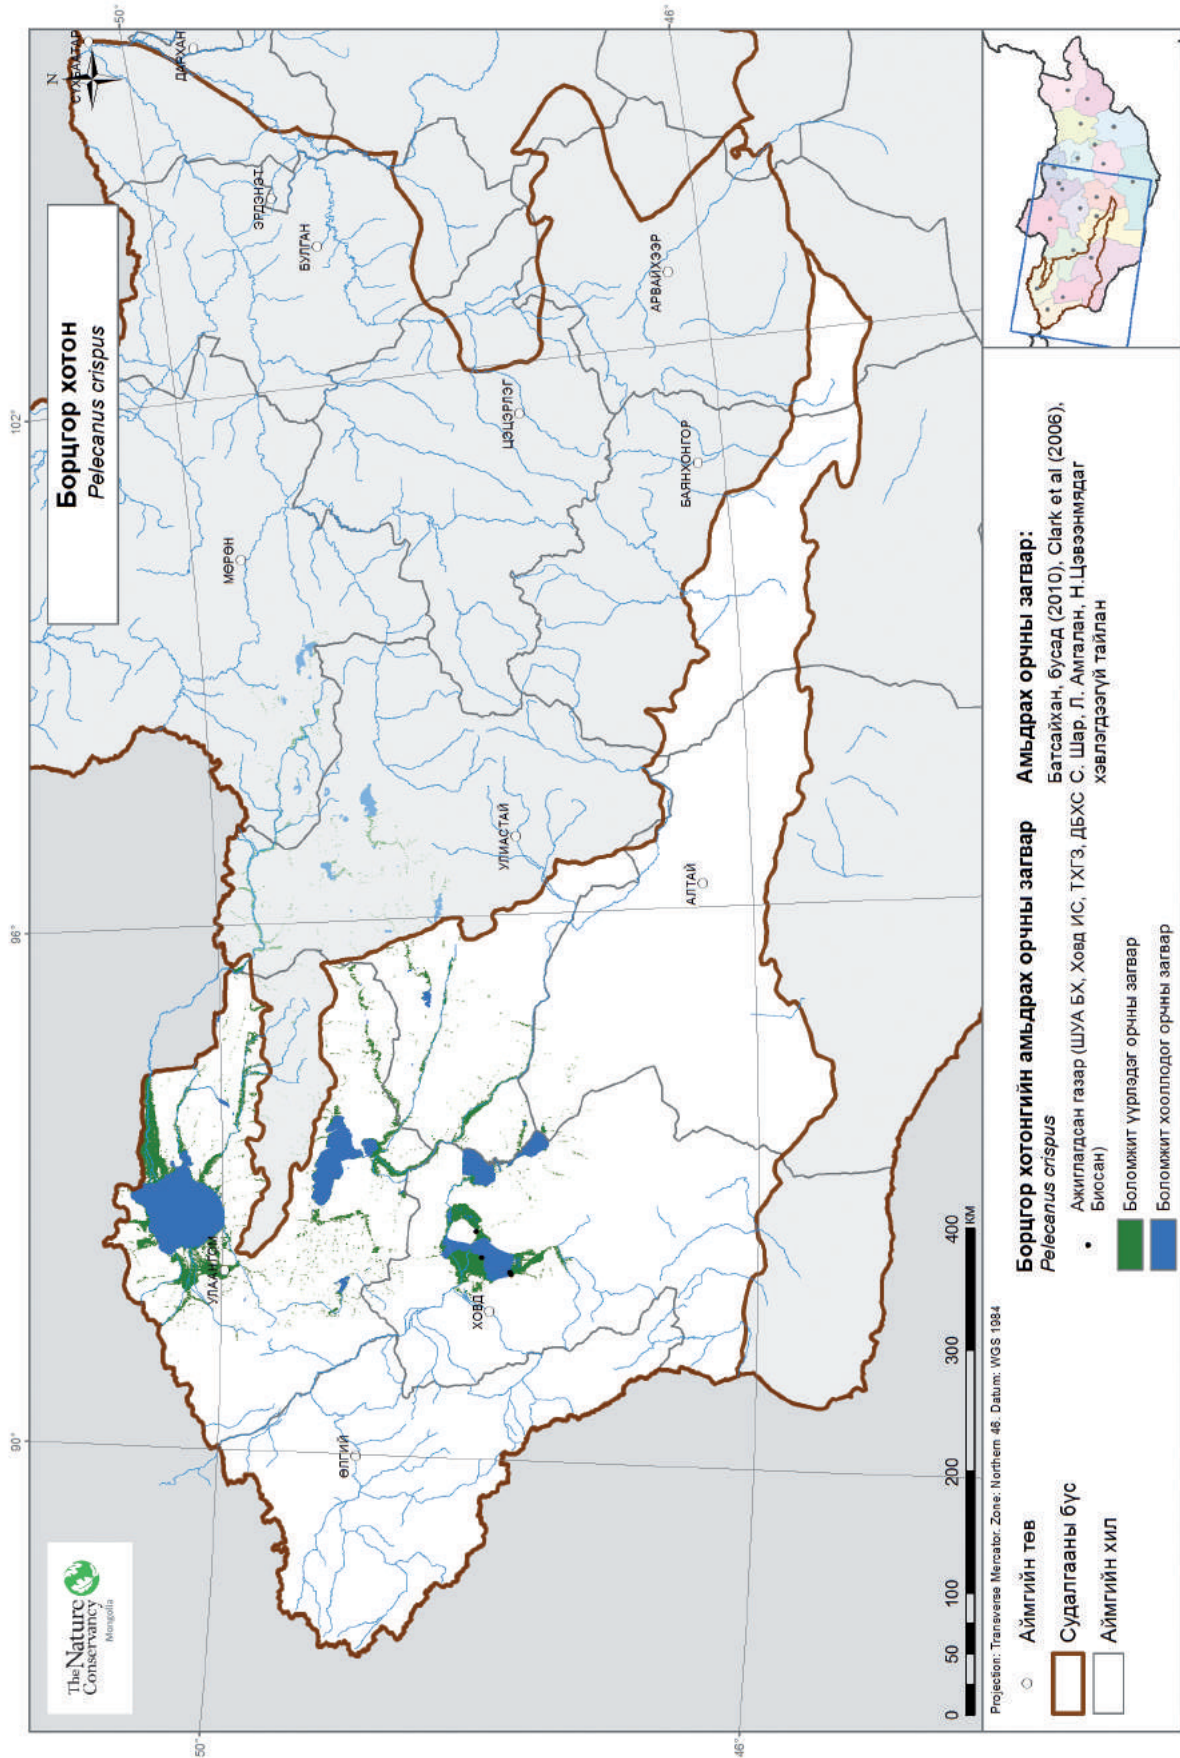 Борцгор хотон
Pelecanus crispus
N
The Nature
Conservancy
Mongolia
90°
96°
102°
50°
46°
50°
46°
СҮХБААТАР
ДАРХАН
ЭРДЭНЭТ
БУЛГАН
МӨРӨН
ЦЭЦЭРЛЭГ
АРВАЙХЭЭР
БАЯНХОНГОР
УЛИАСТАЙ
АЛТАЙ
УЛААНГОМ
ХОВД
ӨЛГИЙ
0 50 100 200 300 400 КМ
Projection: Transverse Mercator. Zone: Northern 46. Datum: WGS 1984
Аймгийн төв
Судалгааны бүс
Аймгийн хил
Борцгор хотонгийн амьдрах орчны загвар
Pelecanus crispus
Ажиглагдсан газар (ШУА БХ, Ховд ИС, ТХГЗ, ДБХС
Биосан)
Боломжит үүрлэдэг орчны загвар
Боломжит хооллодог орчны загвар
Амьдрах орчны загвар:
Батсайхан, бусад (2010), Clark et al (2006),
С. Шар, Л. Амгалан, Н.Цэвээнмядаг
хэвлэгдээгүй тайлан